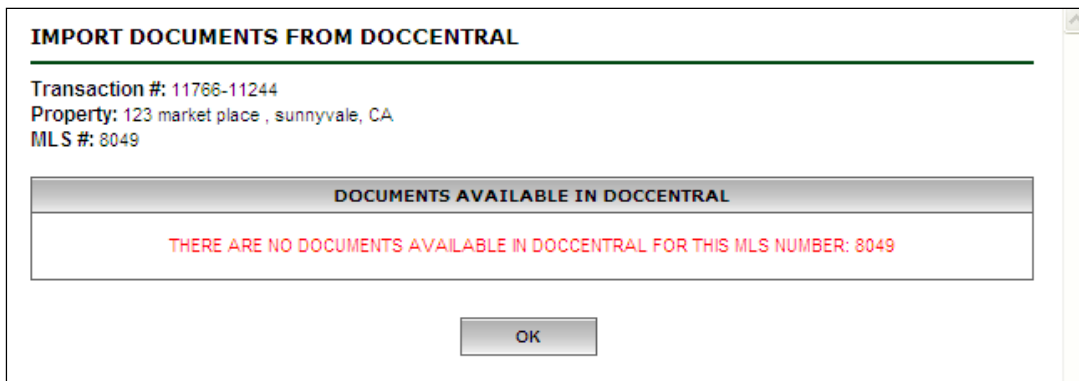 IMPORT DOCUMENTS FROM DOCCENTRAL
Transaction #: 11766-11244
Property: 123 market place , sunnyvale, CA
MLS #: 8049
DOCUMENTS AVAILABLE IN DOCCENTRAL
THERE ARE NO DOCUMENTS AVAILABLE IN DOCCENTRAL FOR THIS MLS NUMBER: 8049
OK